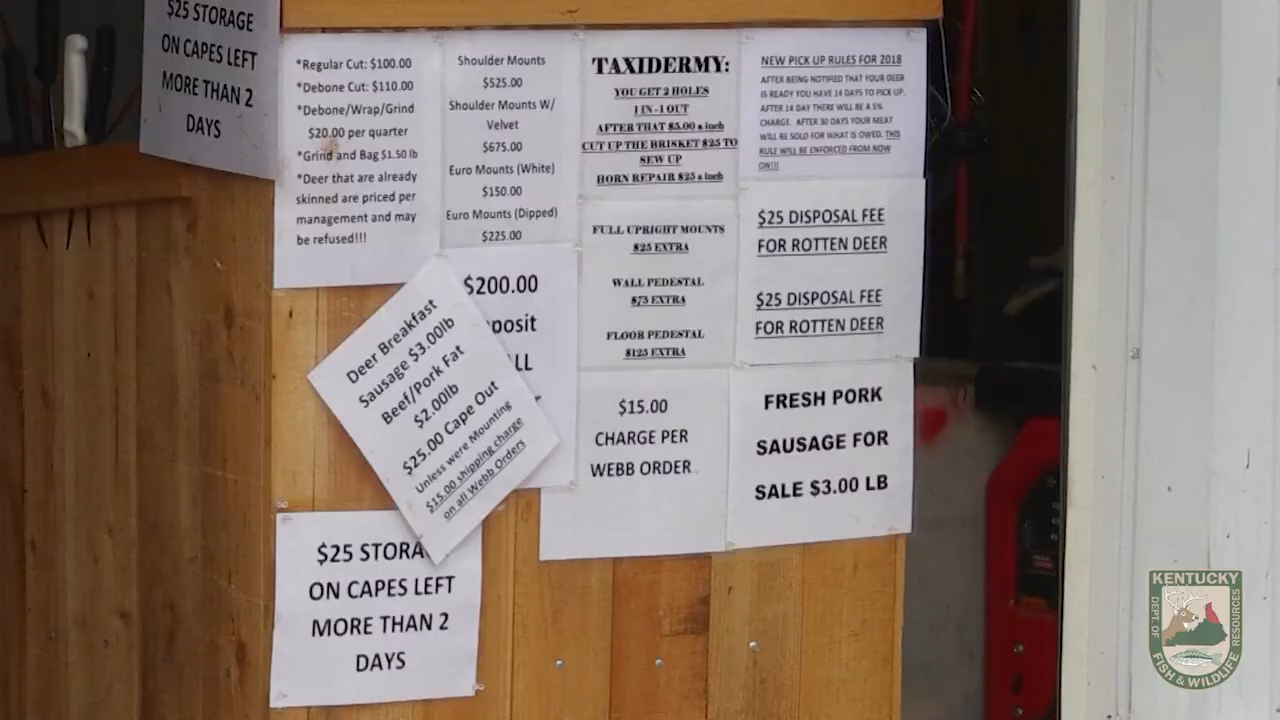 $25 STORAGE
ON CAPES LEFT
MORE THAN 2
DAYS
*Regular Cut: $100.00
*Debone Cut: $110.00
*Debone/Wrap/Grind
$20.00 per quarter
*Grind and Bag $1.50 lb
*Deer that are already
skinned are priced per
management and may
be refused!!!
Shoulder Mounts
$525.00
Shoulder Mounts W/
Velvet
$675.00
Euro Mounts (White)
$150.00
Euro Mounts (Dipped)
$225.00
TAXIDERMY:
YOU GET 2 HOLES
1 IN - 1 OUT
AFTER THAT $5.00 a inch
CUT UP THE BRISKET $25 TO
SEW UP
HORN REPAIR $25 a inch
NEW PICK UP RULES FOR 2018
AFTER BEING NOTIFIED THAT YOUR DEER
IS READY YOU HAVE 14 DAYS TO PICK UP.
AFTER 14 DAY THERE WILL BE A 5%
CHARGE. AFTER 30 DAYS YOUR MEAT
WILL BE SOLD FOR WHAT IS OWED. THIS
RULE WILL BE ENFORCED FROM NOW
ON!!!
$200.00
posit
LL
FULL UPRIGHT MOUNTS
$25 EXTRA
WALL PEDESTAL
$75 EXTRA
FLOOR PEDESTAL
$125 EXTRA
$25 DISPOSAL FEE
FOR ROTTEN DEER
$25 DISPOSAL FEE
FOR ROTTEN DEER
Deer Breakfast
Sausage $3.00lb
Beef/Pork Fat
$2.00lb
$25.00 Cape Out
Unless were Mounting
$15.00 shipping charge
on all Webb Orders
$15.00
CHARGE PER
WEBB ORDER
FRESH PORK
SAUSAGE FOR
SALE $3.00 LB
$25 STORA
ON CAPES LEFT
MORE THAN 2
DAYS
KENTUCKY
DEPT. OF
FISH & WILDLIFE
RESOURCES